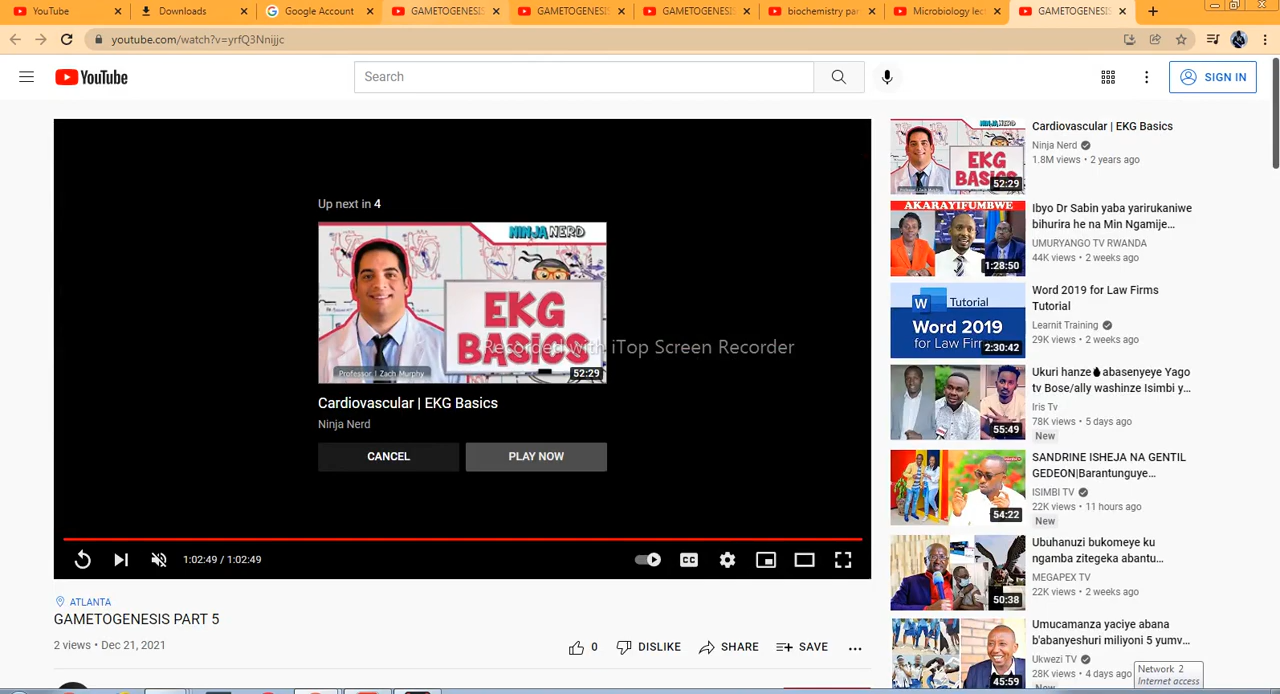 YouTube
Downloads
Google Account
GAMETOGENESIS
GAMETOGENESIS
GAMETOGENESIS
biochemistry par
Microbiology lec
GAMETOGENESIS
youtube.com/watch?v=yrfQ3Nnijjc
YouTube
Search
SIGN IN
Up next in 4
NINJA NERD
EKG
BASICS
Professor | Zach Murphy
52:29
Recorded with iTop Screen Recorder
Cardiovascular | EKG Basics
Ninja Nerd
CANCEL
PLAY NOW
1:02:49 / 1:02:49
CC
ATLANTA
GAMETOGENESIS PART 5
2 views • Dec 21, 2021
0
DISLIKE
SHARE
SAVE
NINJA NERD
EKG
BASICS
52:29
Cardiovascular | EKG Basics
Ninja Nerd
1.8M views • 2 years ago
AKARAYIFUMBWE
1:28:50
Ibyo Dr Sabin yaba yarirukaniwe
bihurira he na Min Ngamije...
UMURYANGO TV RWANDA
44K views • 2 weeks ago
W Tutorial
Word 2019
for Law Firms
2:30:42
Word 2019 for Law Firms
Tutorial
Learnit Training
29K views • 2 weeks ago
55:49
Ukuri hanze abasenyeye Yago
tv Bose/ally washinze Isimbi y...
Iris Tv
78K views • 5 days ago
New
54:22
SANDRINE ISHEJA NA GENTIL
GEDEON|Barantunguye...
ISIMBI TV
22K views • 11 hours ago
New
50:38
Ubuhanuzi bukomeye ku
ngamba zitegeka abantu...
MEGAPEX TV
22K views • 2 weeks ago
45:59
Umucamanza yaciye abana
b'abanyeshuri miliyoni 5 yumv...
Ukwezi TV
28K views • 4 days ago
Network 2
Internet access